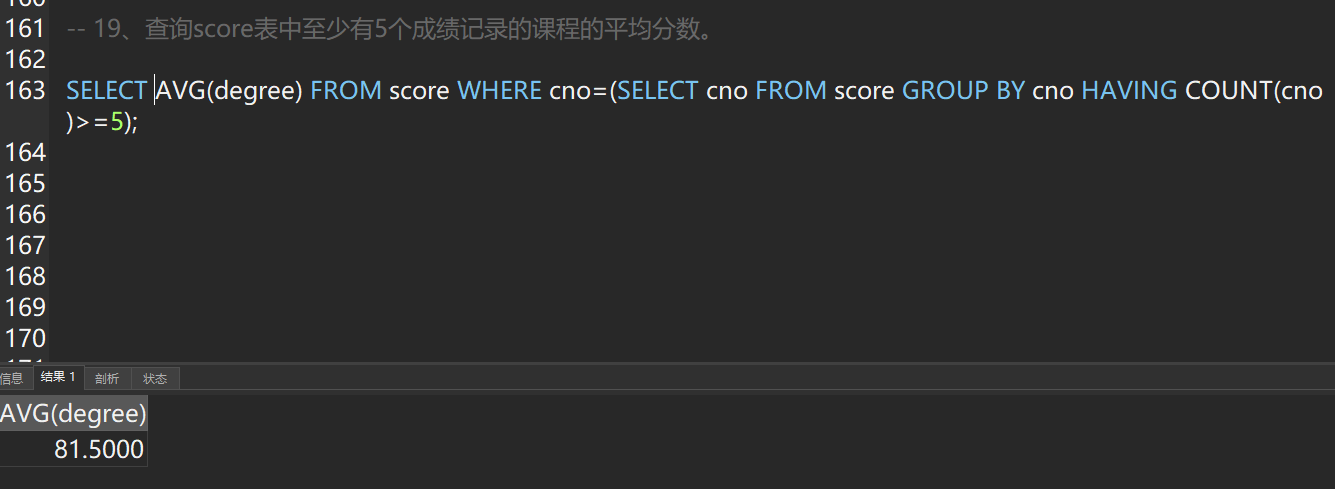 161 -- 19、查询score表中至少有5个成绩记录的课程的平均分数。
162
163 SELECT AVG(degree) FROM score WHERE cno=(SELECT cno FROM score GROUP BY cno HAVING COUNT(cno
)>=5);
164
165
166
167
168
169
170
信息 结果 1 剖析 状态
AVG(degree)
81.5000